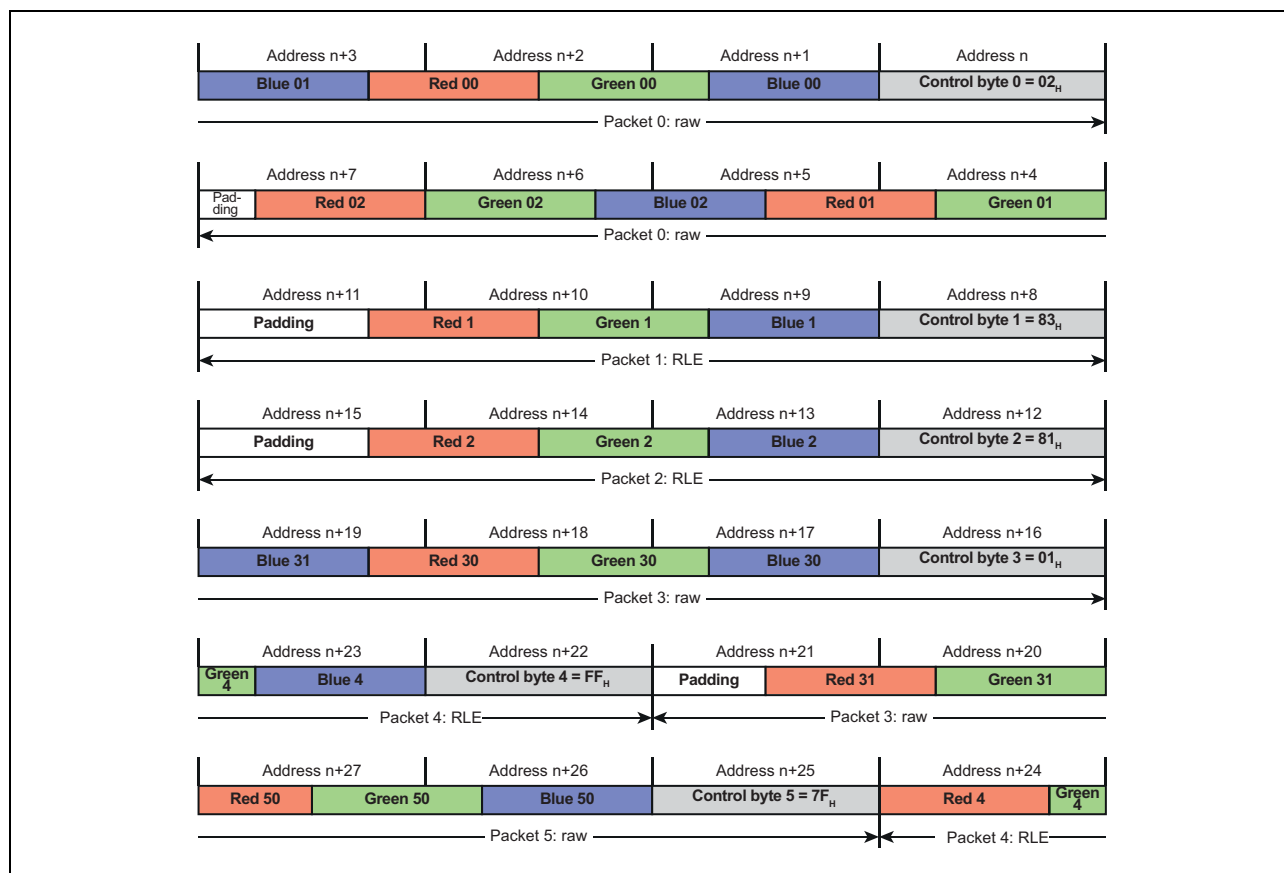 Address n+3 Address n+2 Address n+1 Address n
Blue 01 Red 00 Green 00 Blue 00 Control byte 0 = 02H
Packet 0: raw
Address n+7 Address n+6 Address n+5 Address n+4
Pad-
ding Red 02 Green 02 Blue 02 Red 01 Green 01
Packet 0: raw
Address n+11 Address n+10 Address n+9 Address n+8
Padding Red 1 Green 1 Blue 1 Control byte 1 = 83H
Packet 1: RLE
Address n+15 Address n+14 Address n+13 Address n+12
Padding Red 2 Green 2 Blue 2 Control byte 2 = 81H
Packet 2: RLE
Address n+19 Address n+18 Address n+17 Address n+16
Blue 31 Red 30 Green 30 Blue 30 Control byte 3 = 01H
Packet 3: raw
Address n+23 Address n+22 Address n+21 Address n+20
Green
4 Blue 4 Control byte 4 = FFH Padding Red 31 Green 31
Packet 4: RLE Packet 3: raw
Address n+27 Address n+26 Address n+25 Address n+24
Red 50 Green 50 Blue 50 Control byte 5 = 7FH Red 4 Green
4
Packet 5: raw Packet 4: RLE